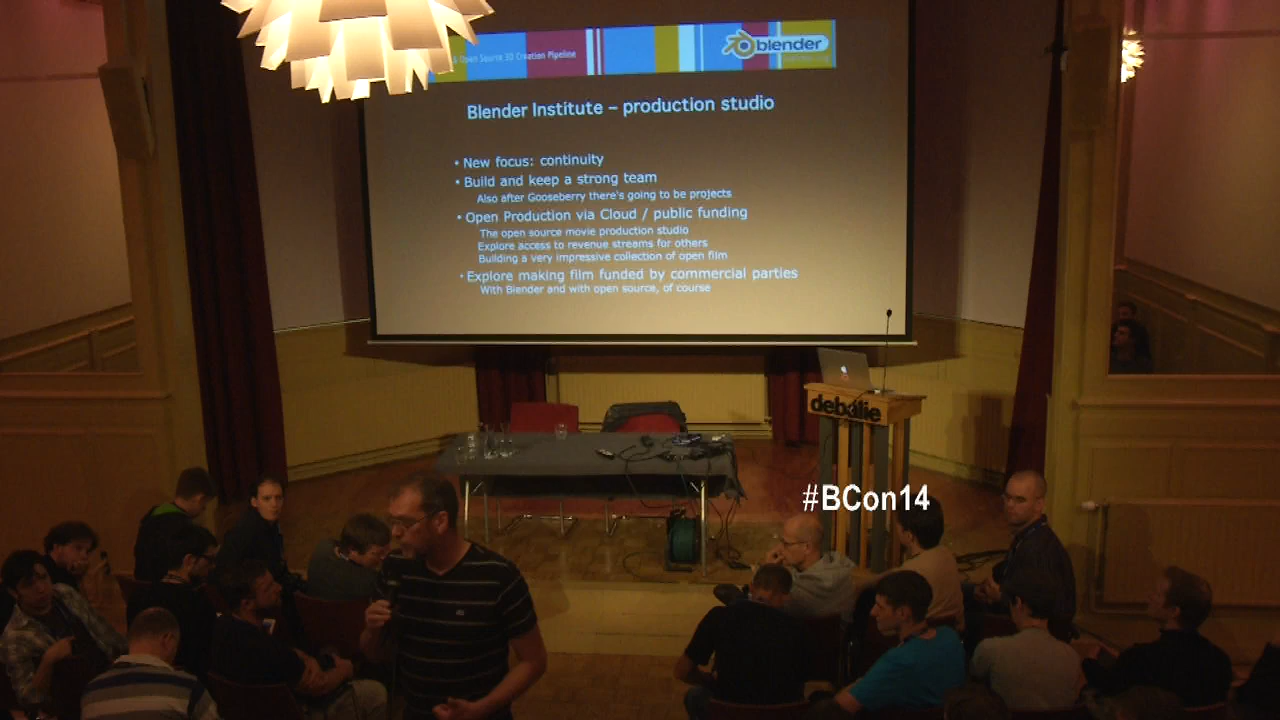 Open Source 3D Creation Pipeline
blender
Blender Institute – production studio
• New focus: continuity
• Build and keep a strong team
Also after Gooseberry there's going to be projects
• Open Production via Cloud / public funding
The open source movie production studio
Explore access to revenue streams for others
Building a very impressive collection of open film
• Explore making film funded by commercial parties
With Blender and with open source, of course
debalie
#BCon14